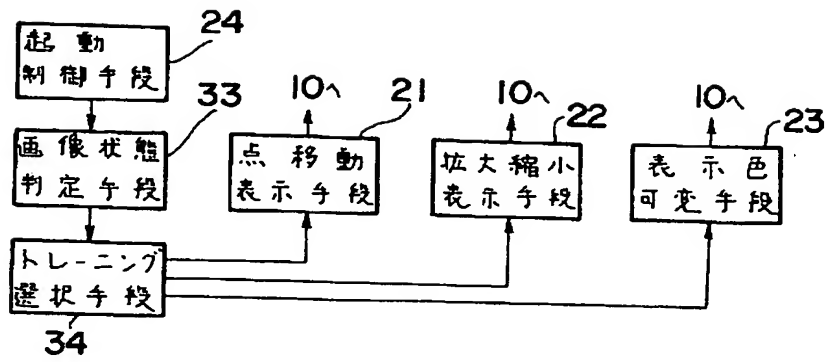 24
起動
制御手段
33
画像状態
判定手段
トレーニング
選択手段
34
10へ
21
点移動
表示手段
10へ
22
拡大縮小
表示手段
10へ
23
表示色
可変手段